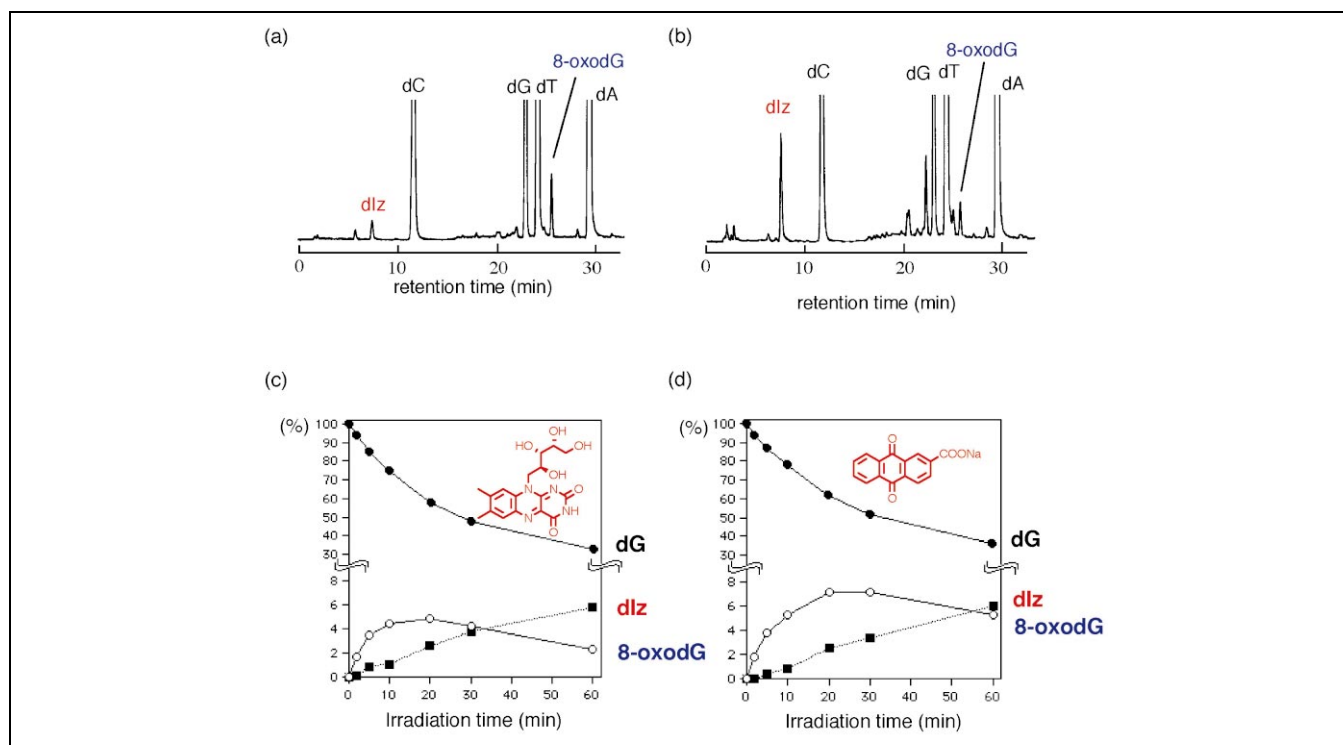 (a)
8-oxodG
dC
dG dT
dA
dIz
0 10 20 30
retention time (min)
(b)
8-oxodG
dC
dG dT
dA
dIz
0 10 20 30
retention time (min)
(c)
(%)
100
90
80
70
60
50
40
30
8
6
4
2
0
OH
HO
OH
OH
OH
N
N
O
N
NH
O
dG
dIz
8-oxodG
0 10 20 30 40 50 60
Irradiation time (min)
(d)
(%)
100
90
80
70
60
50
40
30
8
6
4
2
0
O
COONa
O
dG
dIz
8-oxodG
0 10 20 30 40 50 60
Irradiation time (min)